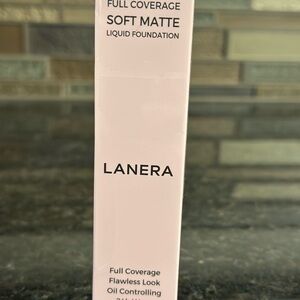 FULL COVERAGE
SOFT MATTE
LIQUID FOUNDATION
LANERA
Full Coverage
Flawless Look
Oil Controlling